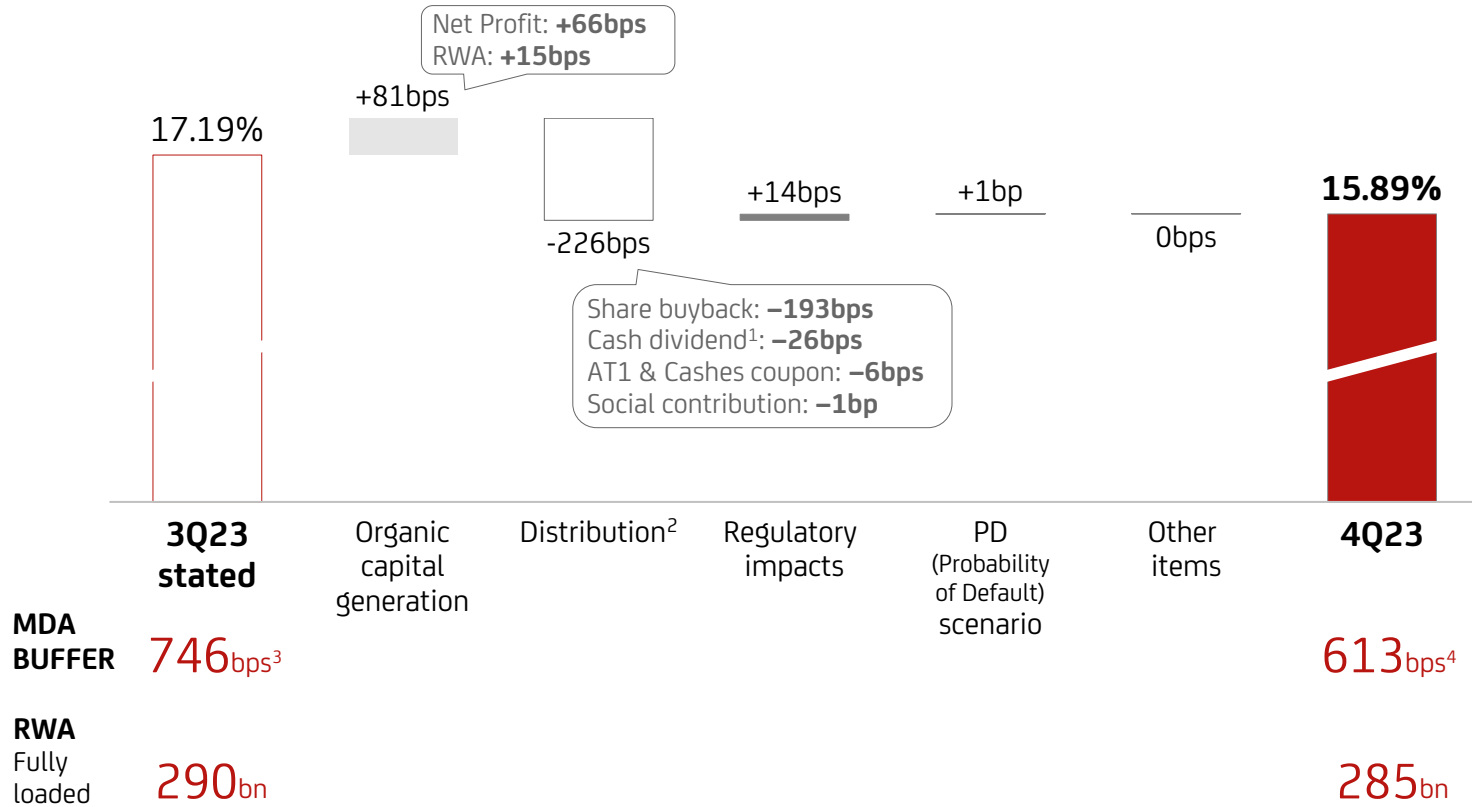 Net Profit: +66bps
RWA: +15bps
+81bps
17.19%
+14bps
+1bp
15.89%
-226bps
0bps
Share buyback: –193bps
Cash dividend¹: –26bps
AT1 & Cashes coupon: –6bps
Social contribution: –1bp
3Q23
stated
Organic
capital
generation
Distribution²
Regulatory
impacts
PD
(Probability
of Default)
scenario
Other
items
4Q23
MDA
BUFFER
746bps³
613bps⁴
RWA
Fully
loaded
290bn
285bn